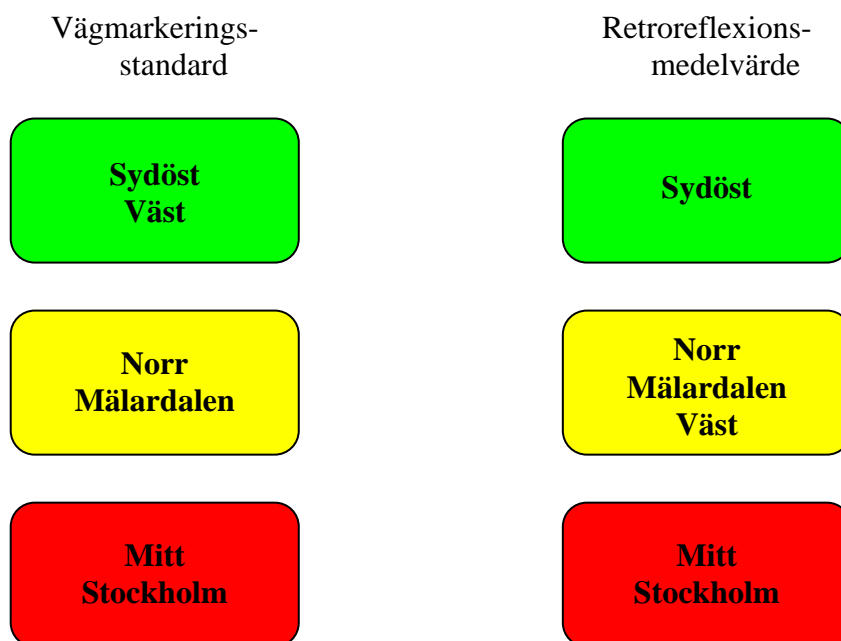 Vägmarkerings-
standard
Sydöst
Väst
Norr
Mälardalen
Mitt
Stockholm
Retroreflexions-
medelvärde
Sydöst
Norr
Mälardalen
Väst
Mitt
Stockholm